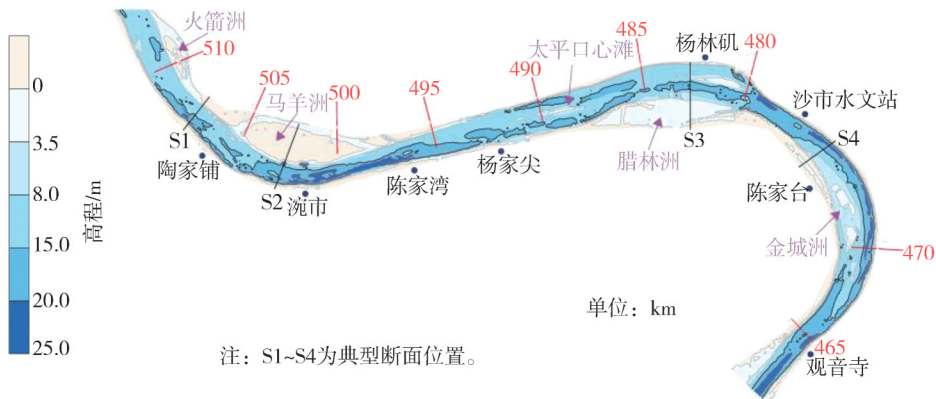 火箭洲
510
505
马羊洲
500
495
490
太平口心滩
485
杨林矶
480
沙市水文站
S1
陶家铺
S2
涴市
陈家湾
杨家尖
腊林洲
S3
S4
陈家台
金城洲
470
465
观音寺
高程/m
0
3.5
8.0
15.0
20.0
25.0
单位：km
注：S1~S4为典型断面位置。